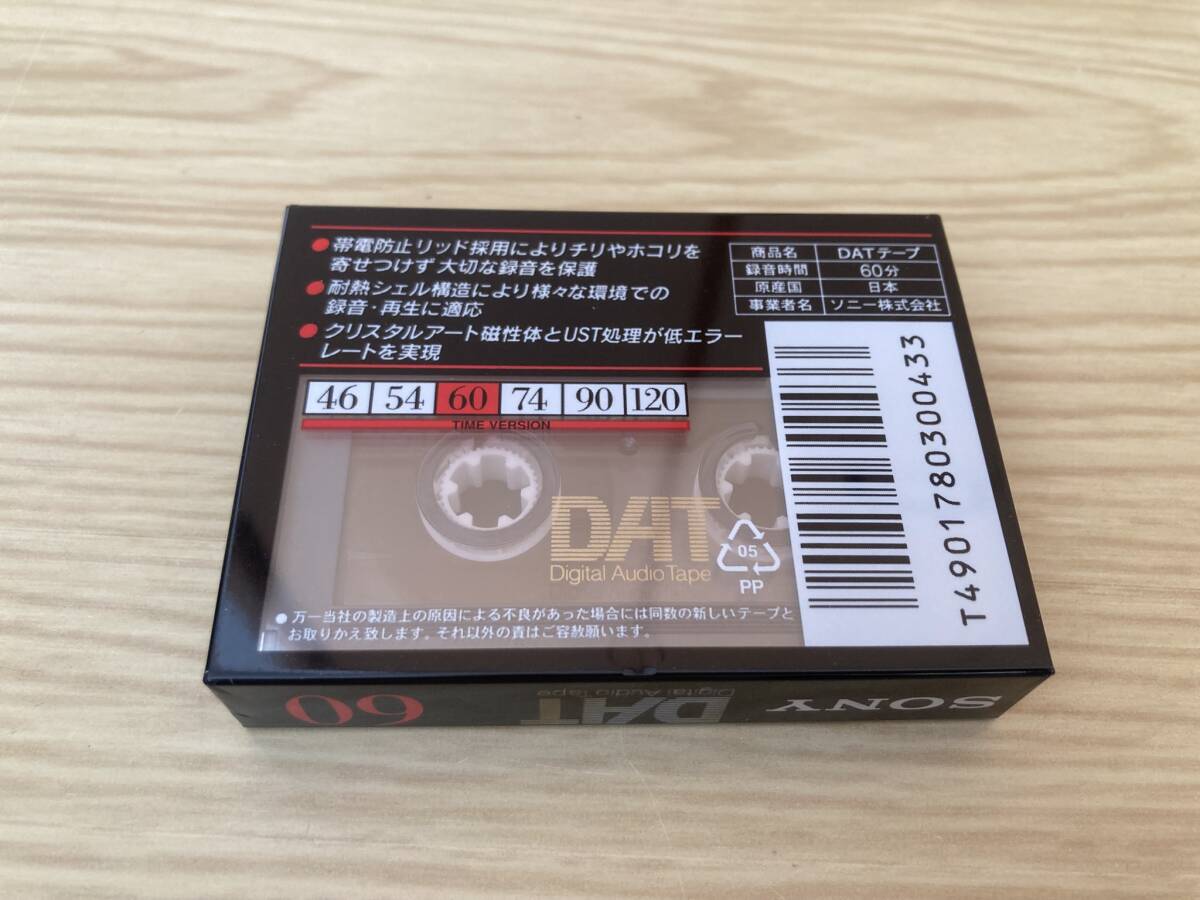 ●帯電防止リッド採用によりチリやホコリを
寄せつけず大切な録音を保護
●耐熱シェル構造により様々な環境での
録音・再生に適応
●クリスタルアート磁性体とUST処理が低エラー
レートを実現
商品名 DATテープ
録音時間 60分
原産国 日本
事業者名 ソニー株式会社
46 54 60 74 90 120
TIME VERSION
DAT
Digital Audio Tape
05
PP
T4901780300433
●万一当社の製造上の原因による不良があった場合には同数の新しいテープと
お取りかえ致します。それ以外の責はご容赦願います。
SONY
DAT
Digital Audio Tape
60